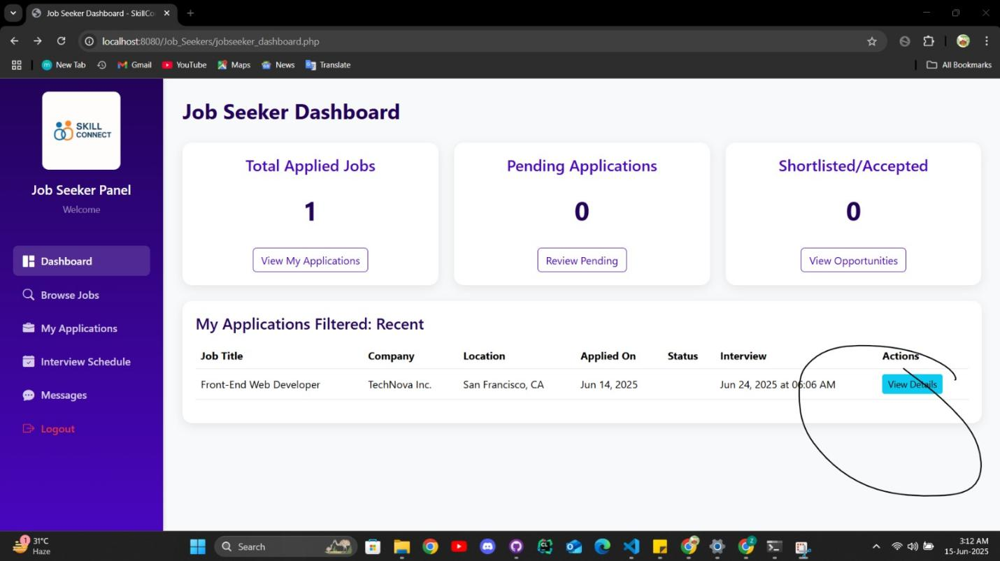 Job Seeker Dashboard - SkillCo
localhost:8080/Job_Seekers/jobseeker_dashboard.php
New Tab Gmail YouTube Maps News Translate All Bookmarks
SKILL
CONNECT
Job Seeker Panel
Welcome
Dashboard
Browse Jobs
My Applications
Interview Schedule
Messages
Logout
Job Seeker Dashboard
Total Applied Jobs
1
View My Applications
Pending Applications
0
Review Pending
Shortlisted/Accepted
0
View Opportunities
My Applications Filtered: Recent
Job Title Company Location Applied On Status Interview Actions
Front-End Web Developer TechNova Inc. San Francisco, CA Jun 14, 2025 Jun 24, 2025 at 06:06 AM View Details
1
31°C
Haze
Search
3:12 AM
15-Jun-2025